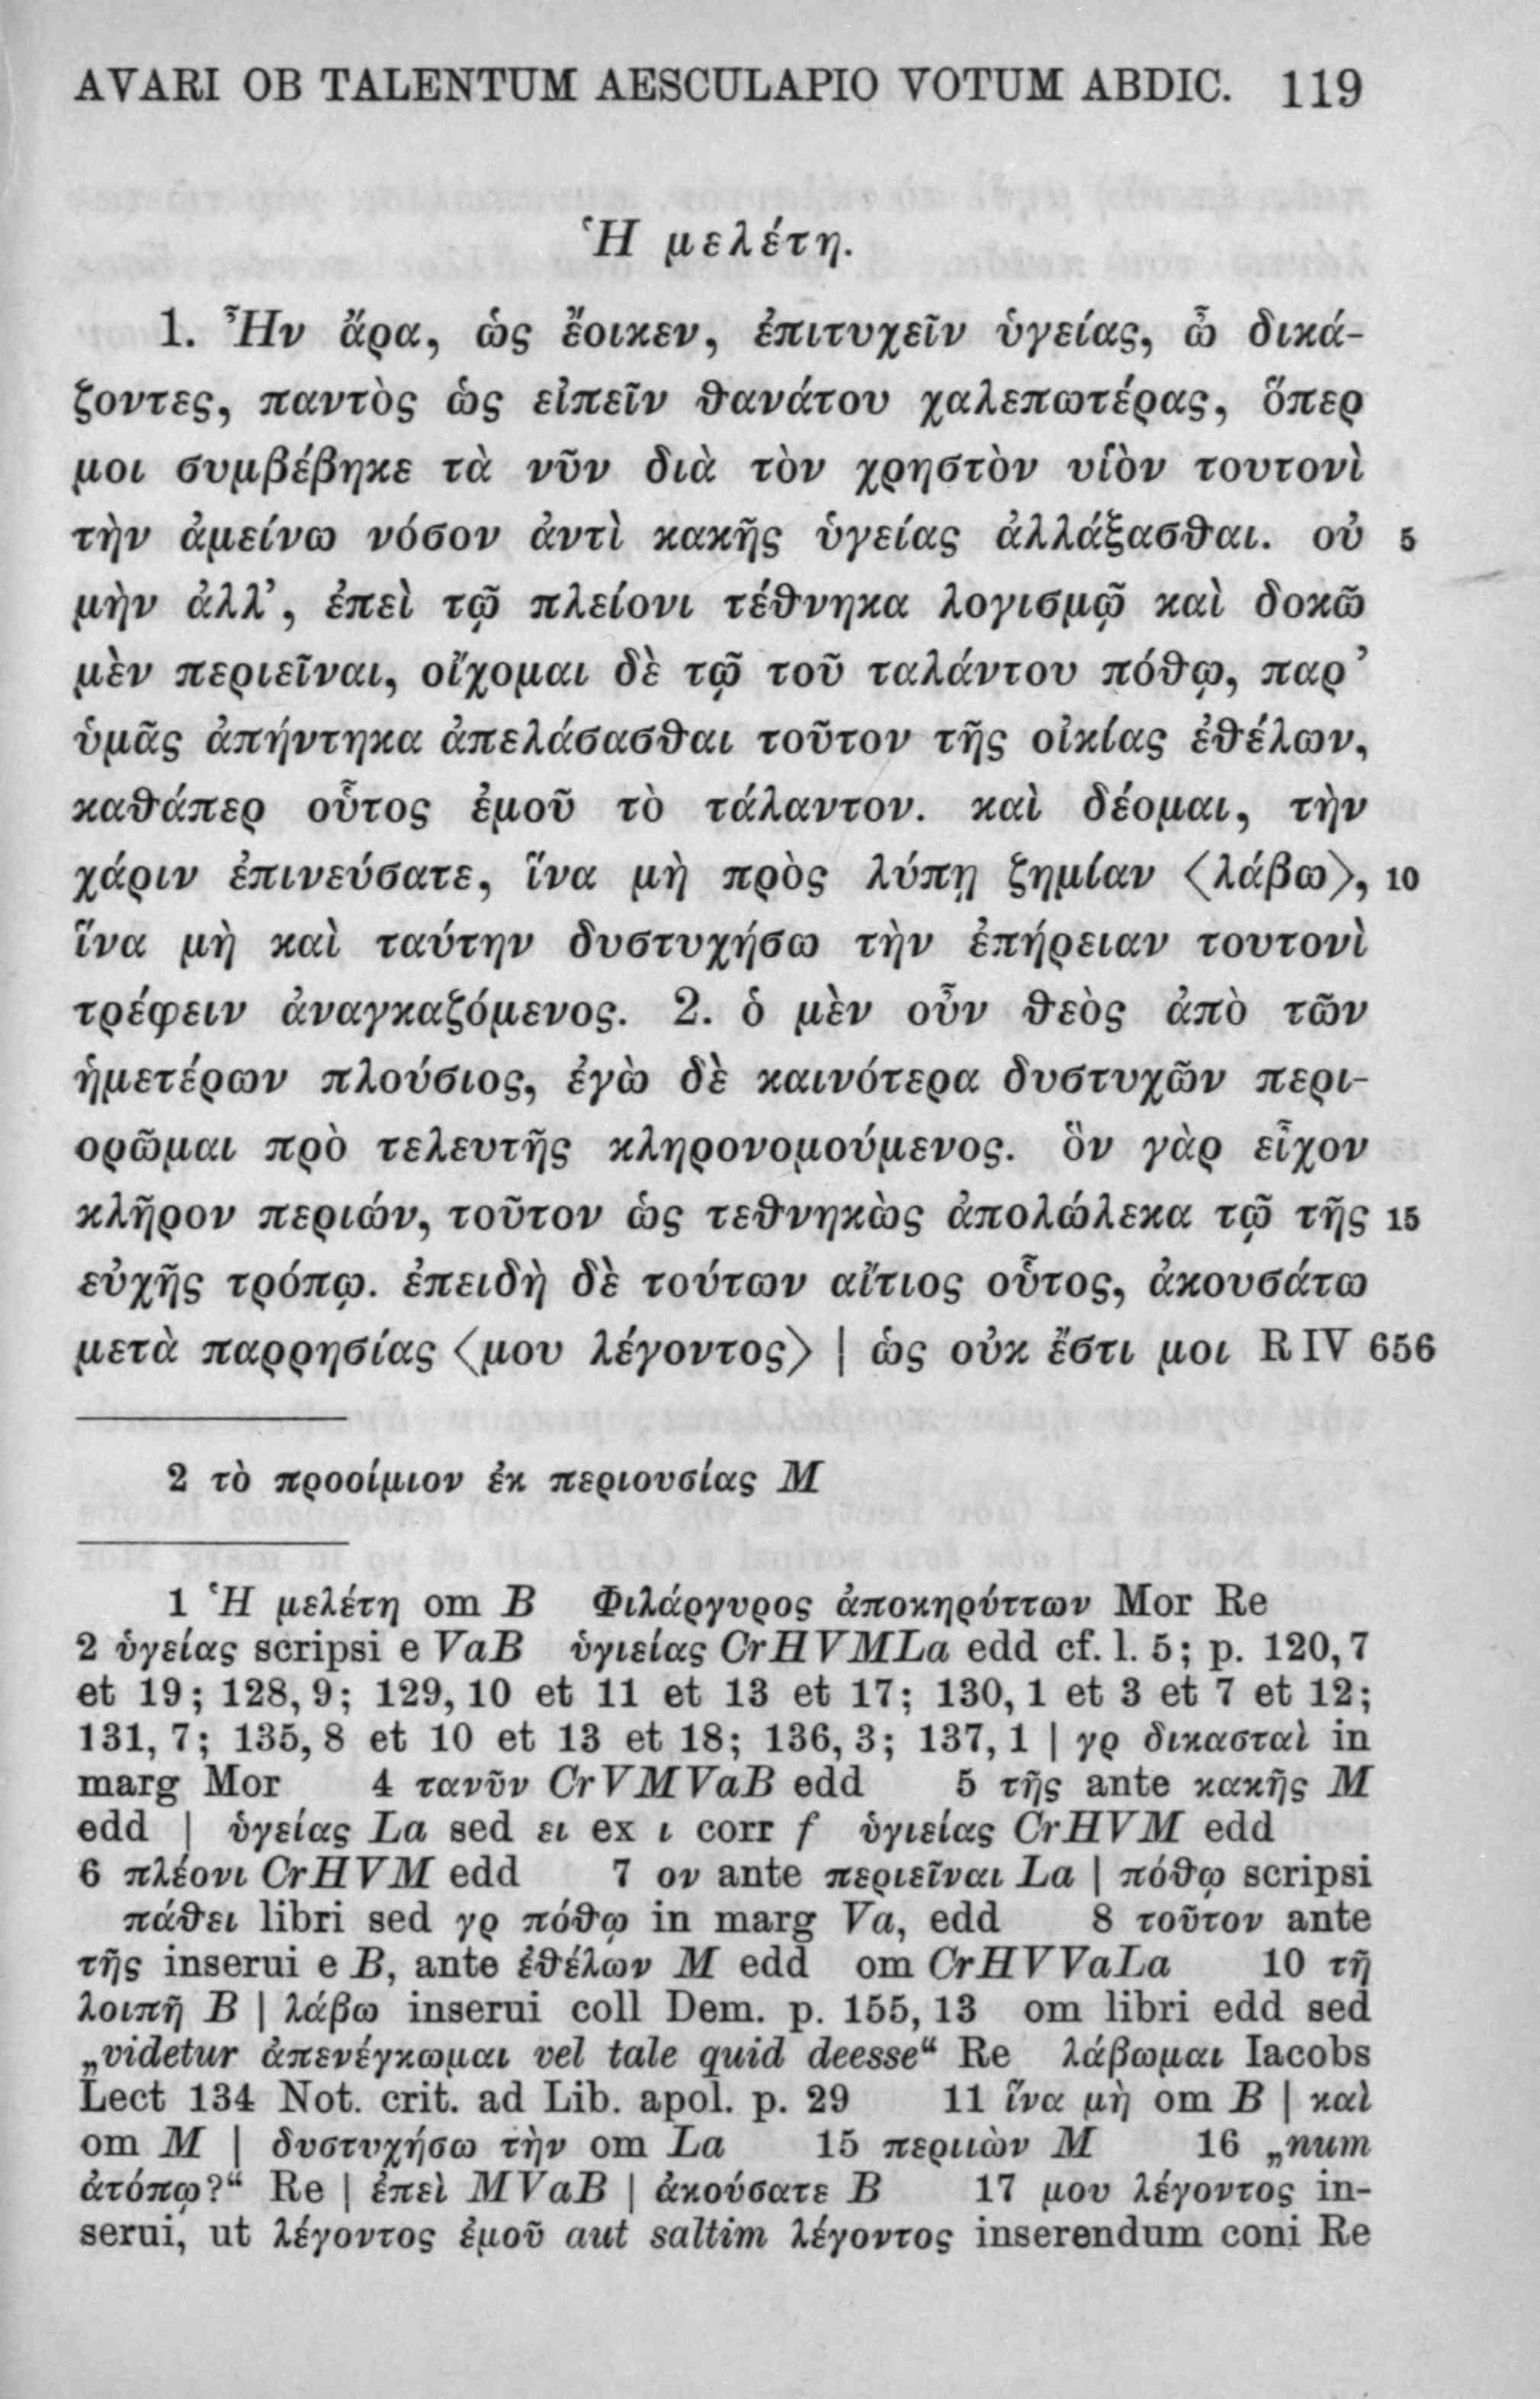 AVARI OB TALENTUM AESCULAPIO VOTUM ABDIC. 119
Ἡ μελέτη.
1. Ἦν ἄρα, ὡς ἔοικεν, ἐπιτυχεῖν ὑγείας, ὦ δικά-
ζοντες, παντὸς ὡς εἰπεῖν θανάτου χαλεπωτέρας, ὅπερ
μοι συμβέβηκε τὰ νῦν διὰ τὸν χρηστὸν υἱὸν τουτονὶ
τὴν ἀμείνω νόσον ἀντὶ κακῆς ὑγείας ἀλλάξασθαι. οὐ 5
μὴν ἀλλ’, ἐπεὶ τῷ πλείονι τέθνηκα λογισμῷ καὶ δοκῶ
μὲν περιεῖναι, οἴχομαι δὲ τῷ τοῦ ταλάντου πόθῳ, παρ’
ὑμᾶς ἀπήντηκα ἀπελάσασθαι τοῦτον τῆς οἰκίας ἐθέλων,
καθάπερ οὗτος ἐμοῦ τὸ τάλαντον. καὶ δέομαι, τὴν
χάριν ἐπινεύσατε, ἵνα μὴ πρὸς λύπῃ ζημίαν ⟨λάβω⟩, 10
ἵνα μὴ καὶ ταύτην δυστυχήσω τὴν ἐπήρειαν τουτονὶ
τρέφειν ἀναγκαζόμενος. 2. ὁ μὲν οὖν θεὸς ἀπὸ τῶν
ἡμετέρων πλούσιος, ἐγὼ δὲ καινότερα δυστυχῶν περι-
ορῶμαι πρὸ τελευτῆς κληρονομούμενος. ὃν γὰρ εἶχον
κλῆρον περιών, τοῦτον ὡς τεθνηκὼς ἀπολώλεκα τῷ τῆς 15
εὐχῆς τρόπῳ. ἐπειδὴ δὲ τούτων αἴτιος οὗτος, ἀκουσάτω
μετὰ παρρησίας ⟨μου λέγοντος⟩ | ὡς οὐκ ἔστι μοι R IV 656
2 τὸ προοίμιον ἐκ περιουσίας M
1 Ἡ μελέτη om B Φιλάργυρος ἀποκηρύττων Mor Re
2 ὑγείας scripsi e VaB ὑγιείας CrHVMLa edd cf. l. 5; p. 120, 7
et 19; 128, 9; 129, 10 et 11 et 13 et 17; 130, 1 et 3 et 7 et 12;
131, 7; 135, 8 et 10 et 13 et 18; 136, 3; 137, 1 | γρ δικασταὶ in
marg Mor 4 τανῦν CrVMVaB edd 5 τῆς ante κακῆς M
edd | ὑγείας La sed ει ex ι corr f ὑγιείας CrHVM edd
6 πλέονι CrHVM edd 7 ον ante περιεῖναι La | πόθῳ scripsi
πάθει libri sed γρ πόθῳ in marg Va, edd 8 τοῦτον ante
τῆς inserui e B, ante ἐθέλων M edd om CrHVVaLa 10 τῇ
λοιπῇ B | λάβω inserui coll Dem. p. 155, 13 om libri edd sed
„videtur ἀπενέγκωμαι vel tale quid deesse“ Re λάβωμαι Iacobs
Lect 134 Not. crit. ad Lib. apol. p. 29 11 ἵνα μὴ om B | καὶ
om M | δυστυχήσω τὴν om La 15 περιιὼν M 16 „num
ἀτόπῳ?“ Re | ἐπεὶ MVaB | ἀκούσατε B 17 μου λέγοντος in-
serui, ut λέγοντος ἐμοῦ aut saltim λέγοντος inserendum coni Re